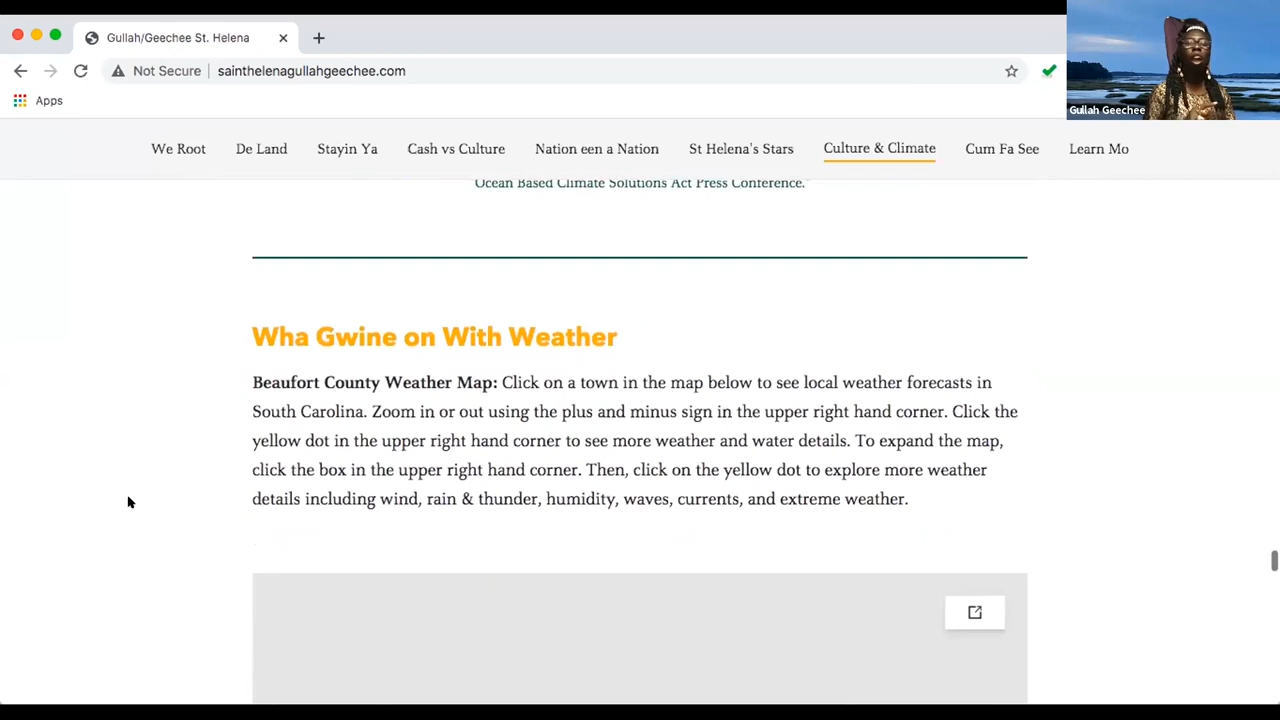 Gullah/Geechee St. Helena
Not Secure
sainthelenagullahgeechee.com
Apps
Gullah Geechee
We Root
De Land
Stayin Ya
Cash vs Culture
Nation een a Nation
St Helena's Stars
Culture & Climate
Cum Fa See
Learn Mo
Ocean Based Climate Solutions Act Press Conference."
Wha Gwine on With Weather
Beaufort County Weather Map: Click on a town in the map below to see local weather forecasts in
South Carolina. Zoom in or out using the plus and minus sign in the upper right hand corner. Click the
yellow dot in the upper right hand corner to see more weather and water details. To expand the map,
click the box in the upper right hand corner. Then, click on the yellow dot to explore more weather
details including wind, rain & thunder, humidity, waves, currents, and extreme weather.